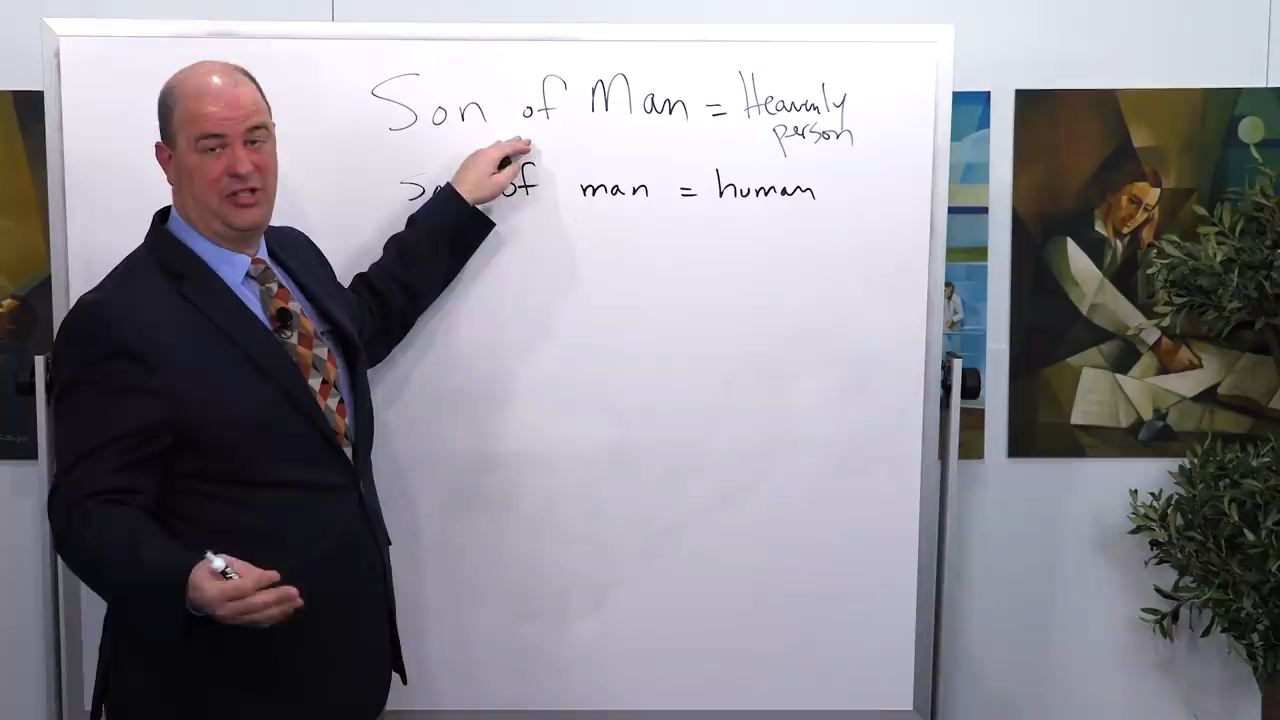 Son of Man = Heavenly
person
of man = human